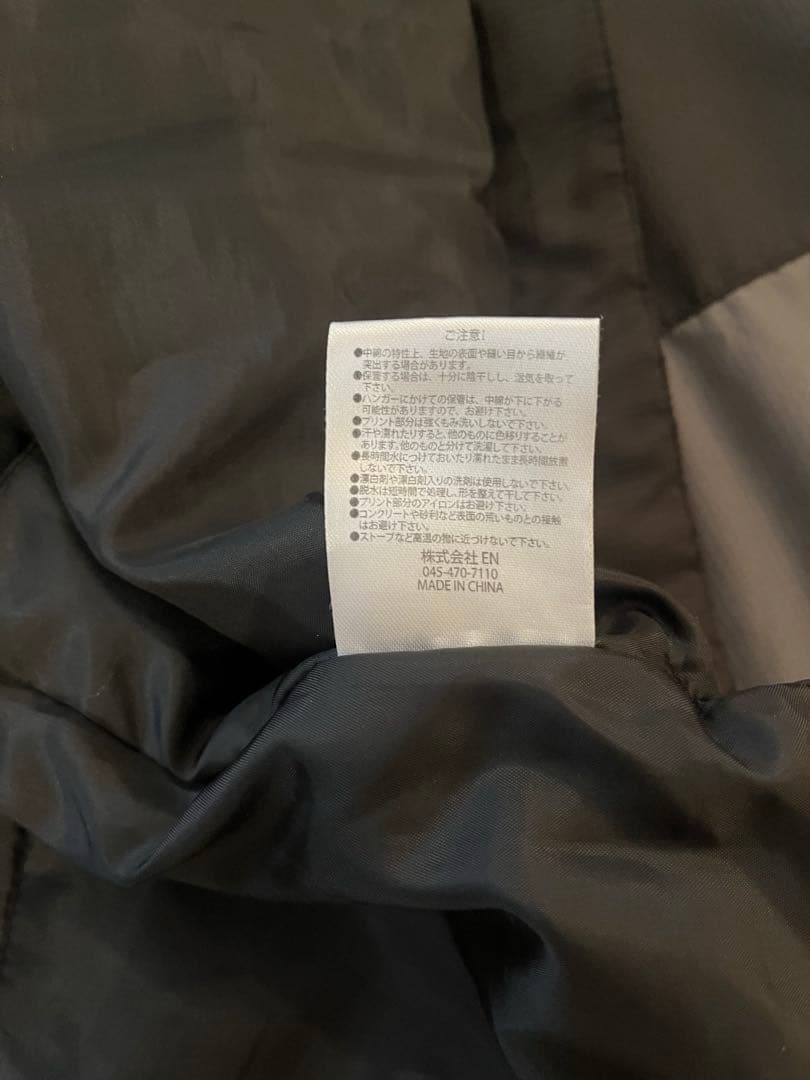 ご注意!
●中綿の特性上、生地の表面や縫い目から繊維が
突出する場合があります。
●保管する場合は、十分に陰干しし、湿気を取って
下さい。
●ハンガーにかけての保管は、中綿が下に下がる
可能性がありますので、お避け下さい。
●プリント部分は強くもみ洗いしないで下さい。
●汗や濡れたりすると、他のものに色移りすることが
あります。他のものと分けて洗濯して下さい。
●長時間水につけておいたり濡れたまま長時間放置
しないで下さい。
●漂白剤や漂白剤入りの洗剤は使用しないで下さい。
●脱水は短時間で処理し、形を整えて干して下さい。
●プリント部分のアイロンはお避け下さい。
●コンクリートや砂利など表面の荒いものとの接触
はお避け下さい。
●ストーブなど高温の物に近づけないで下さい。
株式会社 EN
045-470-7110
MADE IN CHINA